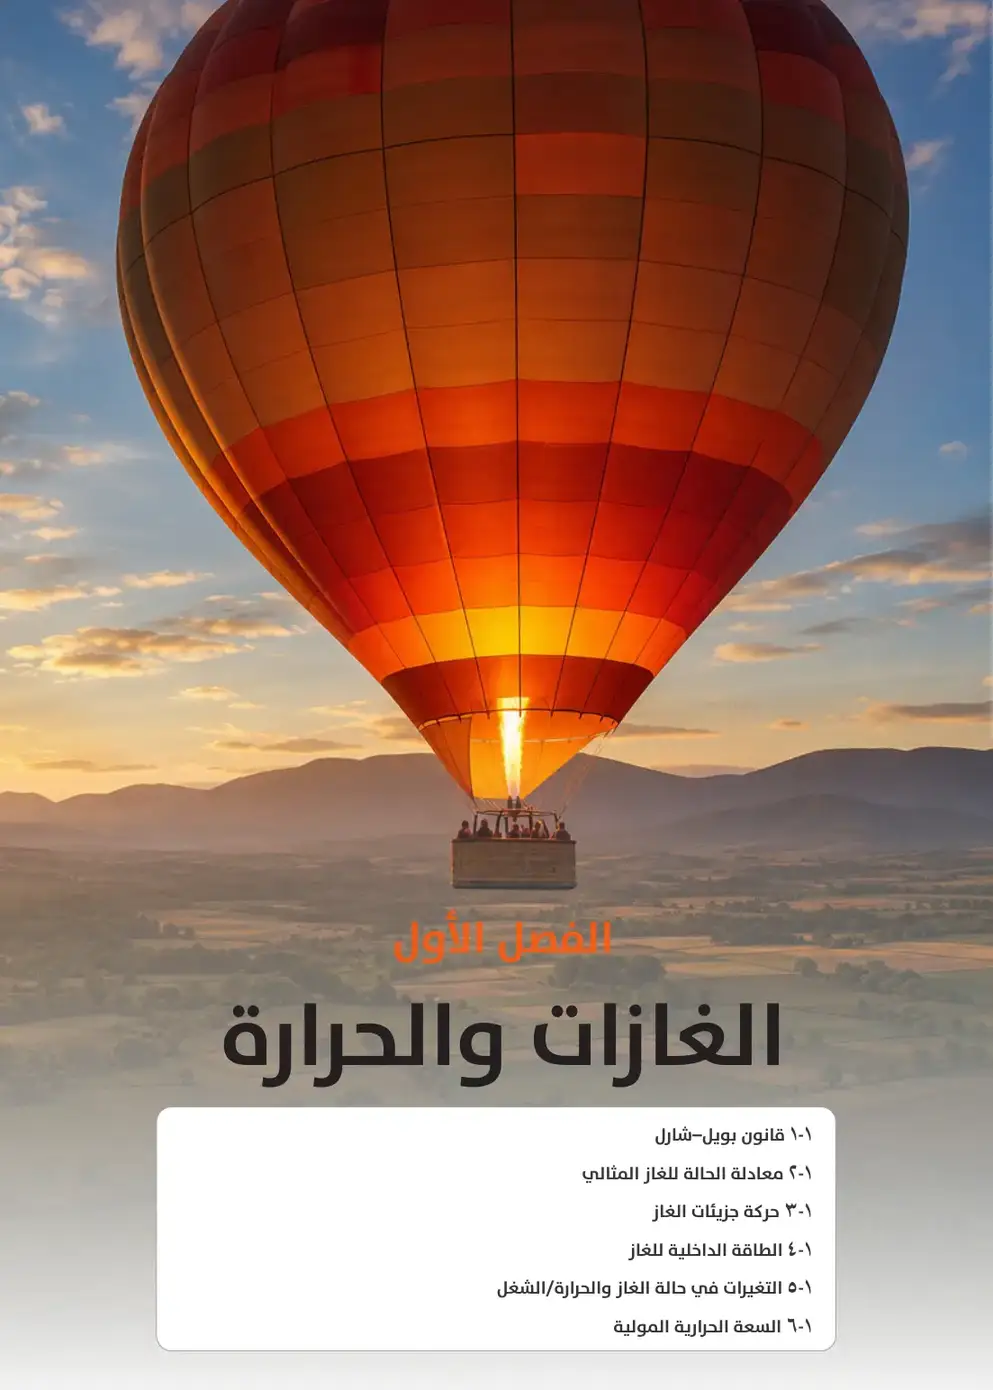 الفصل الأول
الغازات والحرارة
١-١ قانون بويل–شارل
١-٢ معادلة الحالة للغاز المثالي
١-٣ حركة جزيئات الغاز
١-٤ الطاقة الداخلية للغاز
١-٥ التغيرات في حالة الغاز والحرارة/الشغل
١-٦ السعة الحرارية المولية